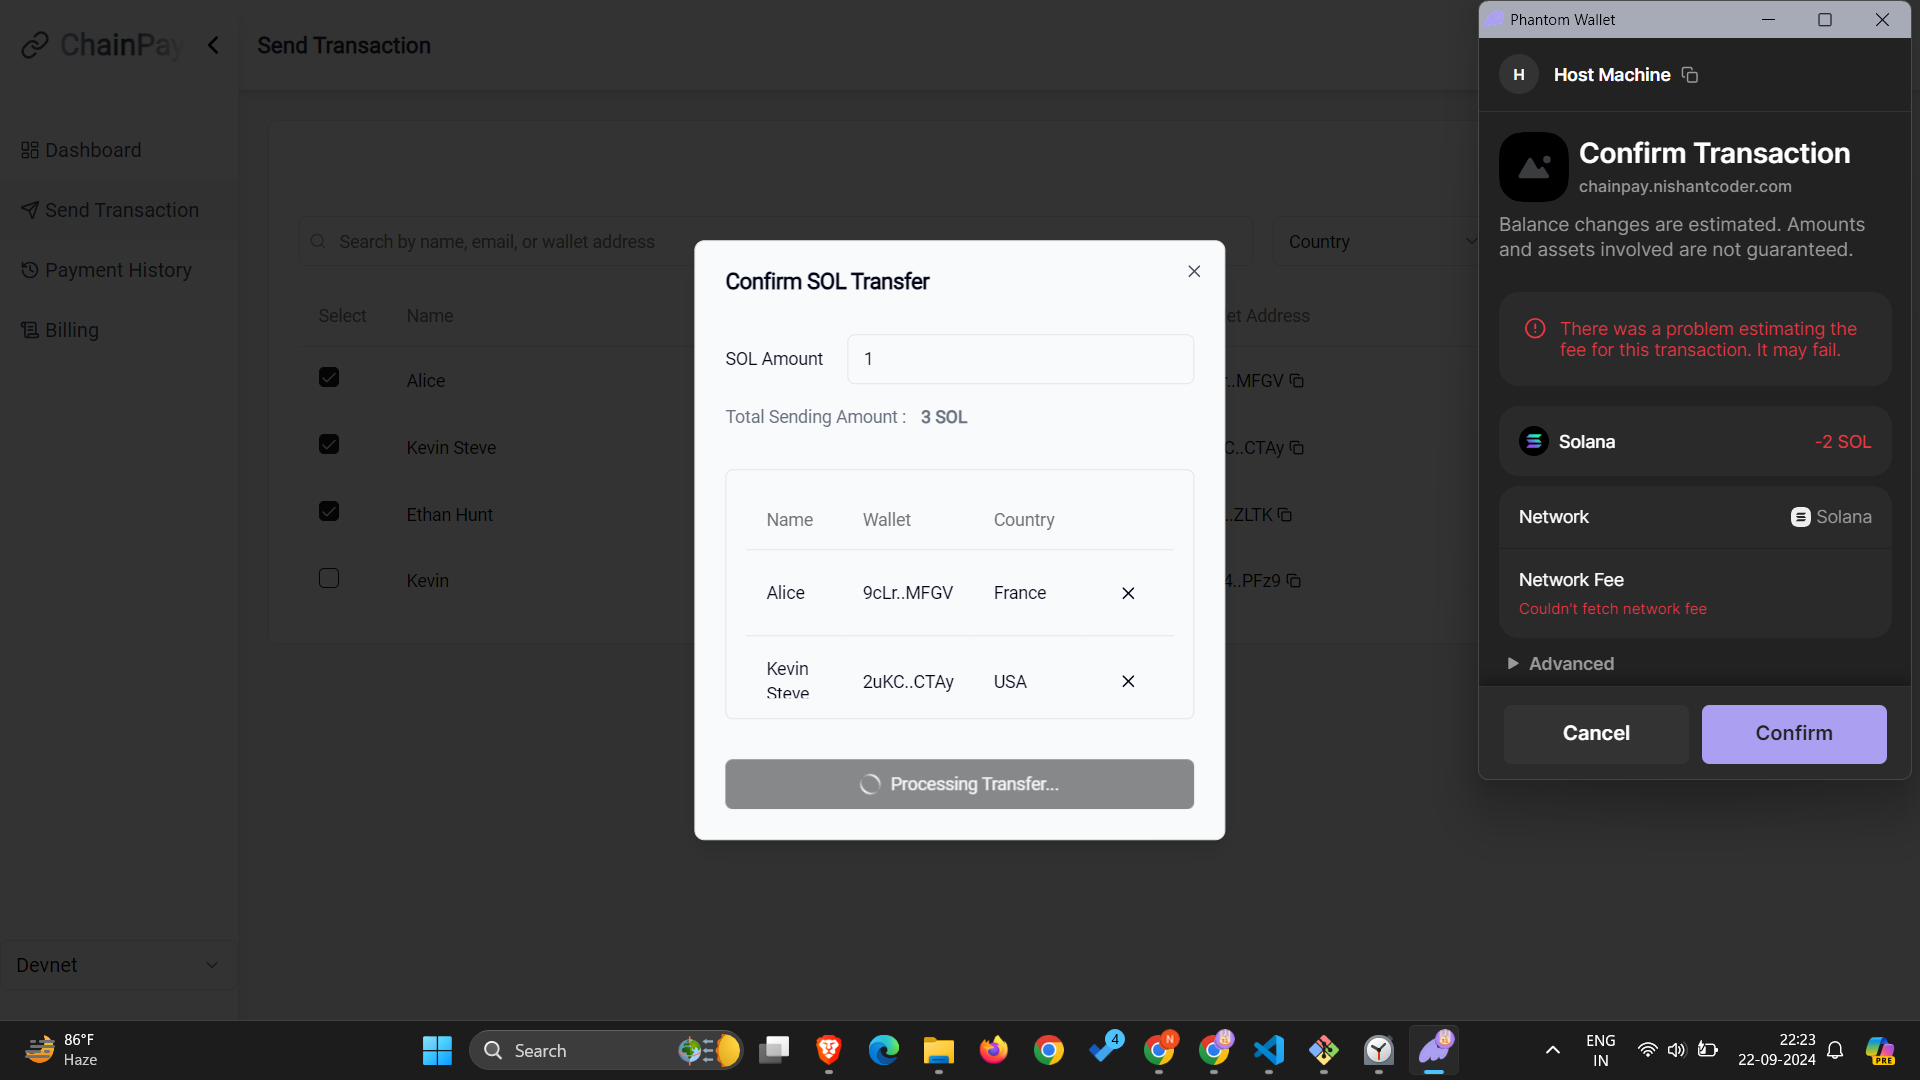 ChainPay
Send Transaction
Dashboard
Send Transaction
Payment History
Billing
Devnet
Search by name, email, or wallet address
Country
Select Name et Address
Alice ..MFGV
Kevin Steve C..CTAy
Ethan Hunt ..ZLTK
Kevin 4..PFz9
Confirm SOL Transfer
SOL Amount 1
Total Sending Amount : 3 SOL
Name Wallet Country
Alice 9cLr..MFGV France
Kevin
Steve 2uKC..CTAy USA
Processing Transfer...
Phantom Wallet
H Host Machine
Confirm Transaction
chainpay.nishantcoder.com
Balance changes are estimated. Amounts
and assets involved are not guaranteed.
There was a problem estimating the
fee for this transaction. It may fail.
Solana -2 SOL
Network Solana
Network Fee
Couldn't fetch network fee
Advanced
Cancel Confirm
86°F
Haze
Search
4
N
ENG
IN
22:23
22-09-2024
PRE